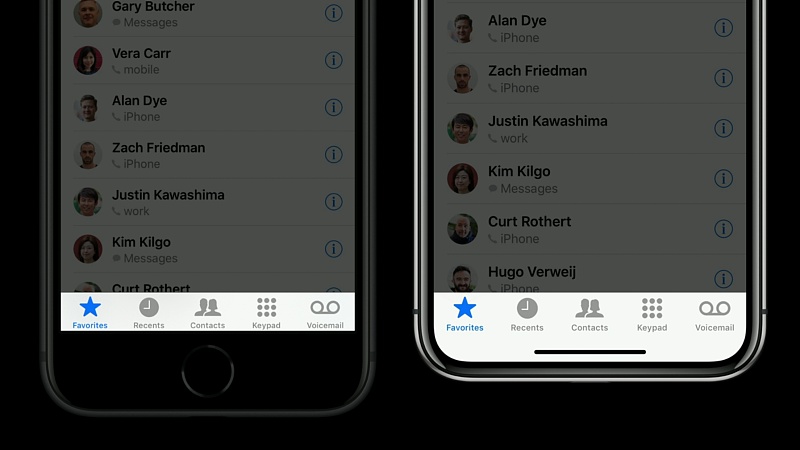 Gary Butcher
Messages
Vera Carr
mobile
Alan Dye
iPhone
Zach Friedman
iPhone
Justin Kawashima
work
Kim Kilgo
Messages
Curt Rothert
Favorites
Recents
Contacts
Keypad
Voicemail
Alan Dye
iPhone
Zach Friedman
iPhone
Justin Kawashima
work
Kim Kilgo
Messages
Curt Rothert
iPhone
Hugo Verweij
iPhone
Favorites
Recents
Contacts
Keypad
Voicemail